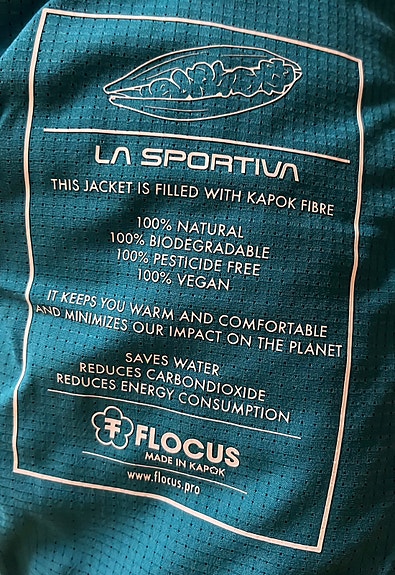 LA SPORTIVA
THIS JACKET IS FILLED WITH KAPOK FIBRE
100% NATURAL
100% BIODEGRADABLE
100% PESTICIDE FREE
100% VEGAN
IT KEEPS YOU WARM AND COMFORTABLE
AND MINIMIZES OUR IMPACT ON THE PLANET
SAVES WATER
REDUCES CARBONDIOXIDE
REDUCES ENERGY CONSUMPTION
FLOCUS
MADE IN KAPOK
www.flocus.pro